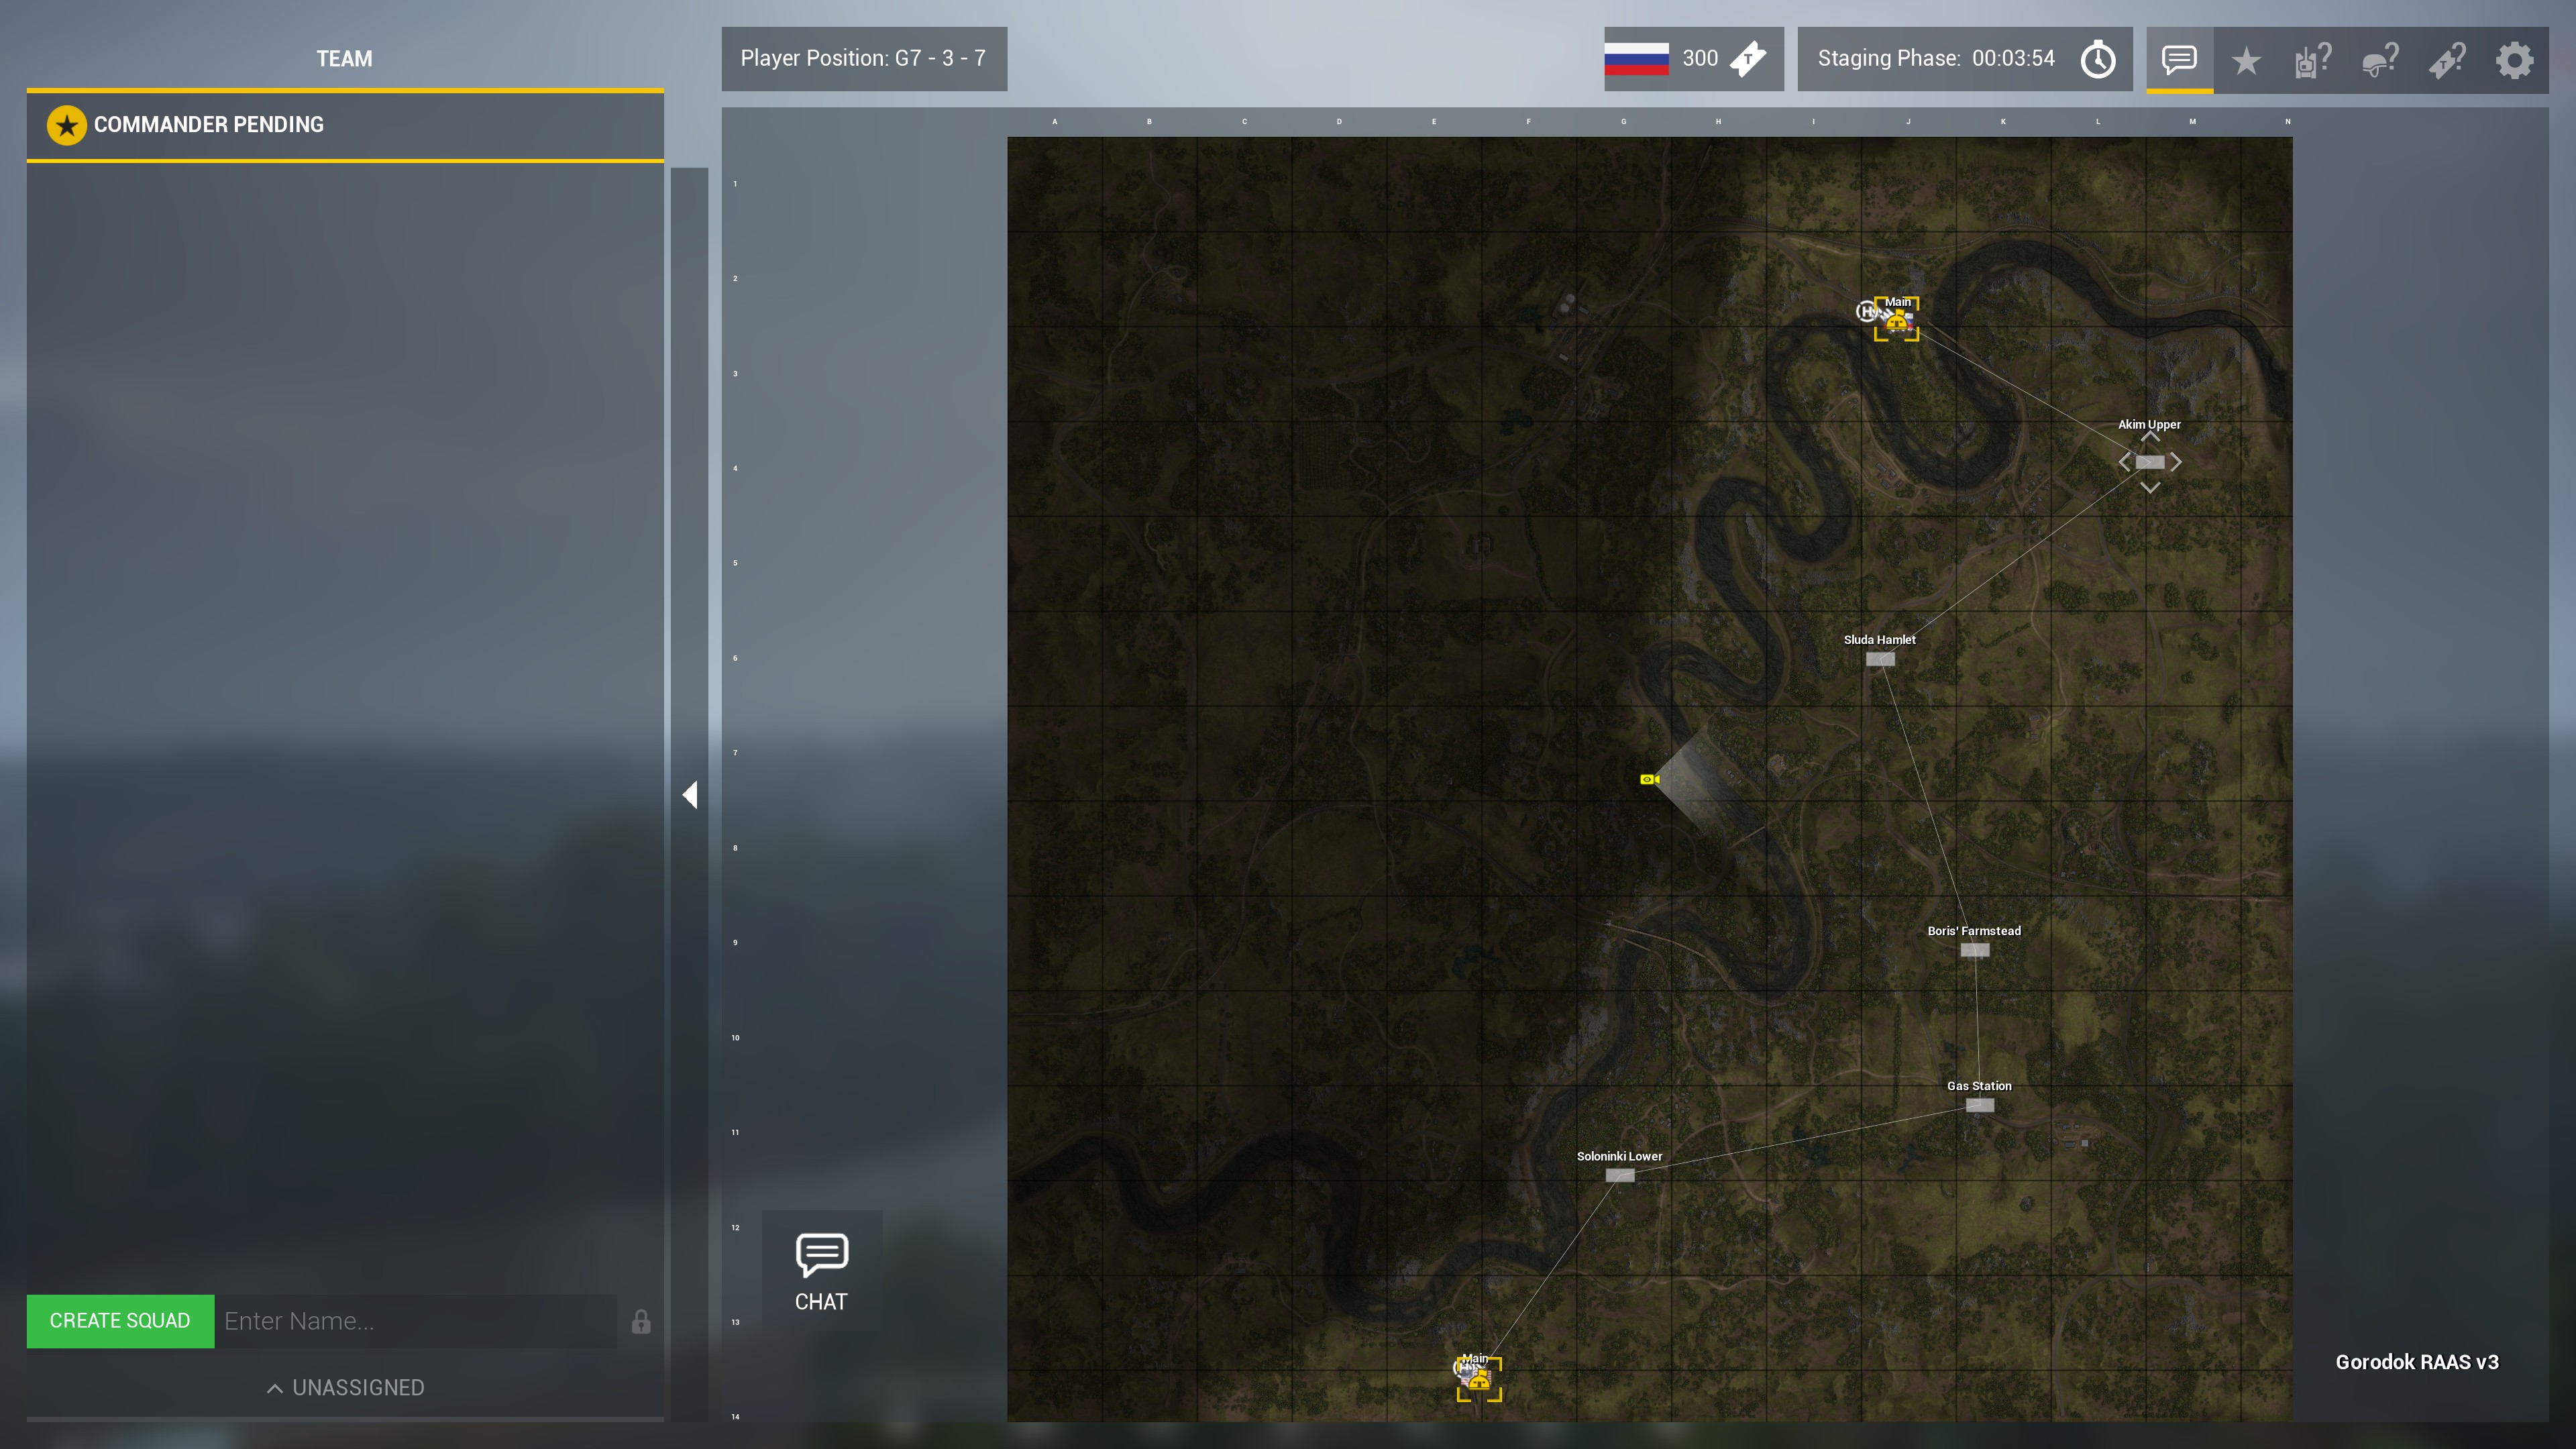 TEAM
Player Position: G7 - 3 - 7
300
T
Staging Phase: 00:03:54
COMMANDER PENDING
A B C D E F G H I J K L M N
1
2
Main
H
3
Akim Upper
4
5
Sluda Hamlet
6
7
8
Boris' Farmstead
9
10
Gas Station
11
Soloninki Lower
12
CHAT
CREATE SQUAD
Enter Name...
13
Main
Gorodok RAAS v3
UNASSIGNED
14